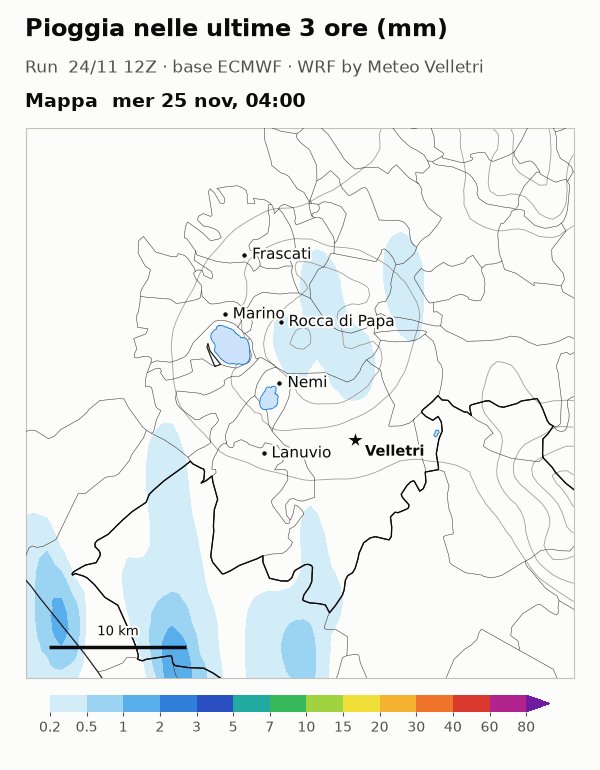 Pioggia nelle ultime 3 ore (mm)
Run  24/11 12Z · base ECMWF · WRF by Meteo Velletri
Mappa  mer 25 nov, 04:00
Frascati
Marino
Rocca di Papa
Nemi
Velletri
Lanuvio
10 km
0.2 0.5 1 2 3 5 7 10 15 20 30 40 60 80